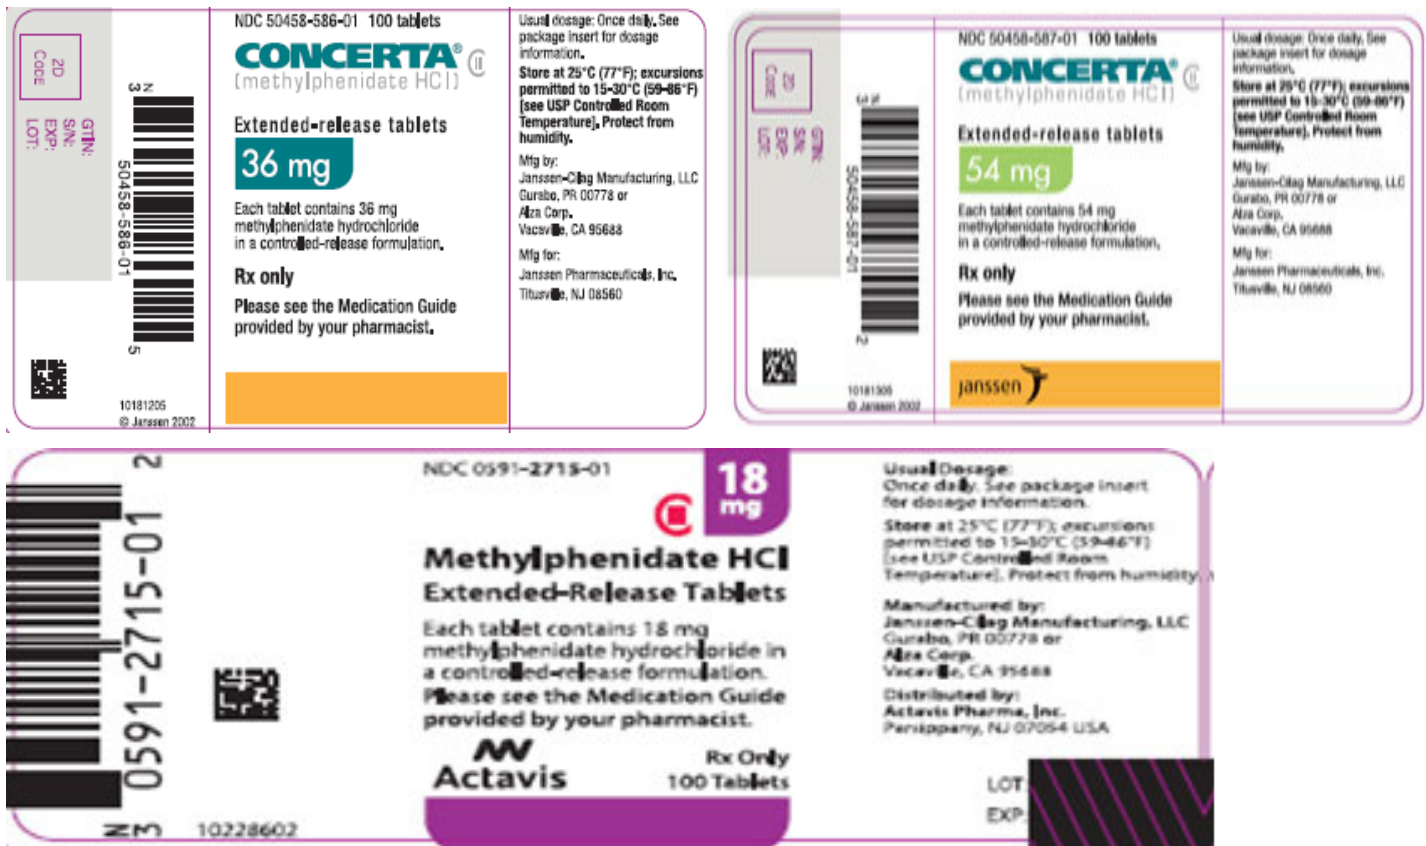 2D
CODE
GTIN:
S/N:
EXP:
LOT:
N
3
50458-586-01
5
10181205
© Janssen 2002
NDC 50458-586-01 100 tablets
CONCERTA® CII
(methylphenidate HCl)
Extended-release tablets
36 mg
Each tablet contains 36 mg
methylphenidate hydrochloride
in a controlled-release formulation.
Rx only
Please see the Medication Guide
provided by your pharmacist.
Usual dosage: Once daily. See
package insert for dosage
information.
Store at 25°C (77°F); excursions
permitted to 15-30°C (59-86°F)
[see USP Controlled Room
Temperature]. Protect from
humidity.
Mfg by:
Janssen-Cilag Manufacturing, LLC
Gurabo, PR 00778 or
Alza Corp.
Vacaville, CA 95688
Mfg for:
Janssen Pharmaceuticals, Inc.
Titusville, NJ 08560
2D
CODE
GTIN:
S/N:
EXP:
LOT:
N
3
50458-587-01
2
10181305
© Janssen 2002
NDC 50458-587-01 100 tablets
CONCERTA® CII
(methylphenidate HCl)
Extended-release tablets
54 mg
Each tablet contains 54 mg
methylphenidate hydrochloride
in a controlled-release formulation.
Rx only
Please see the Medication Guide
provided by your pharmacist.
janssen
Usual dosage: Once daily. See
package insert for dosage
information.
Store at 25°C (77°F); excursions
permitted to 15-30°C (59-86°F)
[see USP Controlled Room
Temperature]. Protect from
humidity.
Mfg by:
Janssen-Cilag Manufacturing, LLC
Gurabo, PR 00778 or
Alza Corp.
Vacaville, CA 95688
Mfg for:
Janssen Pharmaceuticals, Inc.
Titusville, NJ 08560
N
3
0591-2715-01
2
10228602
NDC 0591-2715-01
18
mg
CII
Methylphenidate HCl
Extended-Release Tablets
Each tablet contains 18 mg
methylphenidate hydrochloride in
a controlled-release formulation.
Please see the Medication Guide
provided by your pharmacist.
Actavis
Rx Only
100 Tablets
Usual Dosage:
Once daily. See package insert
for dosage information.
Store at 25°C (77°F); excursions
permitted to 15-30°C (59-86°F)
[see USP Controlled Room
Temperature]. Protect from humidity.
Manufactured by:
Janssen-Cilag Manufacturing, LLC
Gurabo, PR 00778 or
Alza Corp.
Vacaville, CA 95688
Distributed by:
Actavis Pharma, Inc.
Parsippany, NJ 07054 USA
LOT:
EXP: